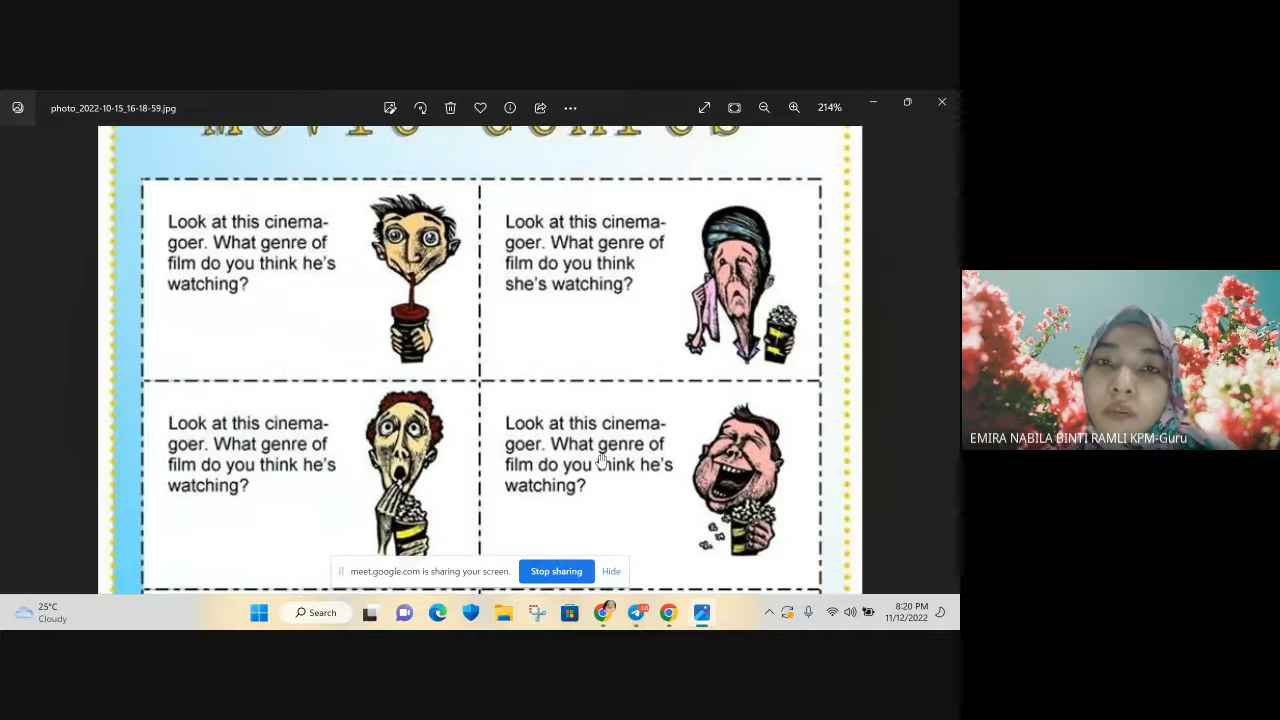 photo_2022-10-15_16-18-59.jpg
214%
MOVIE GENRES
Look at this cinema-
goer. What genre of
film do you think he's
watching?
Look at this cinema-
goer. What genre of
film do you think
she's watching?
Look at this cinema-
goer. What genre of
film do you think he's
watching?
Look at this cinema-
goer. What genre of
film do you think he's
watching?
EMIRA NABILA BINTI RAMLI KPM-Guru
meet.google.com is sharing your screen.
Stop sharing
Hide
25°C
Cloudy
Search
8:20 PM
11/12/2022